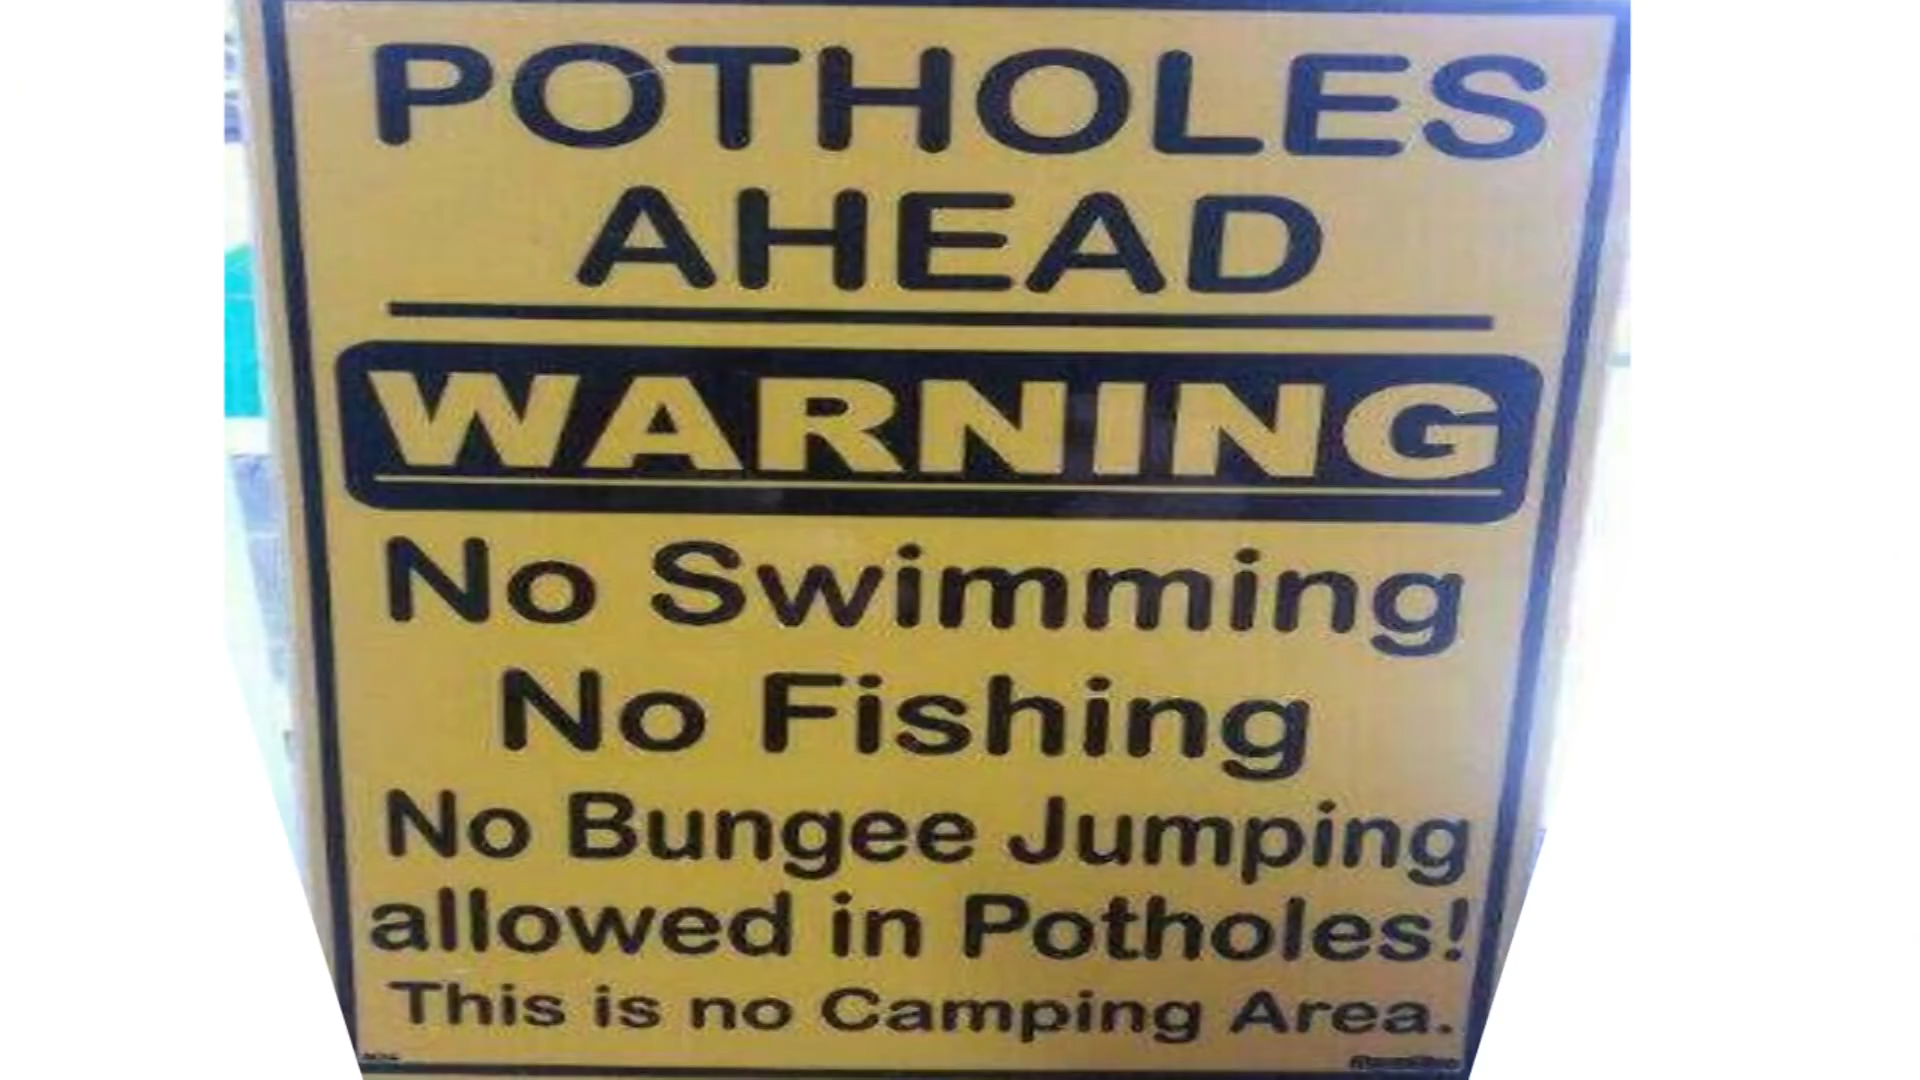 POTHOLES
AHEAD
WARNING
No Swimming
No Fishing
No Bungee Jumping
allowed in Potholes!
This is no Camping Area.